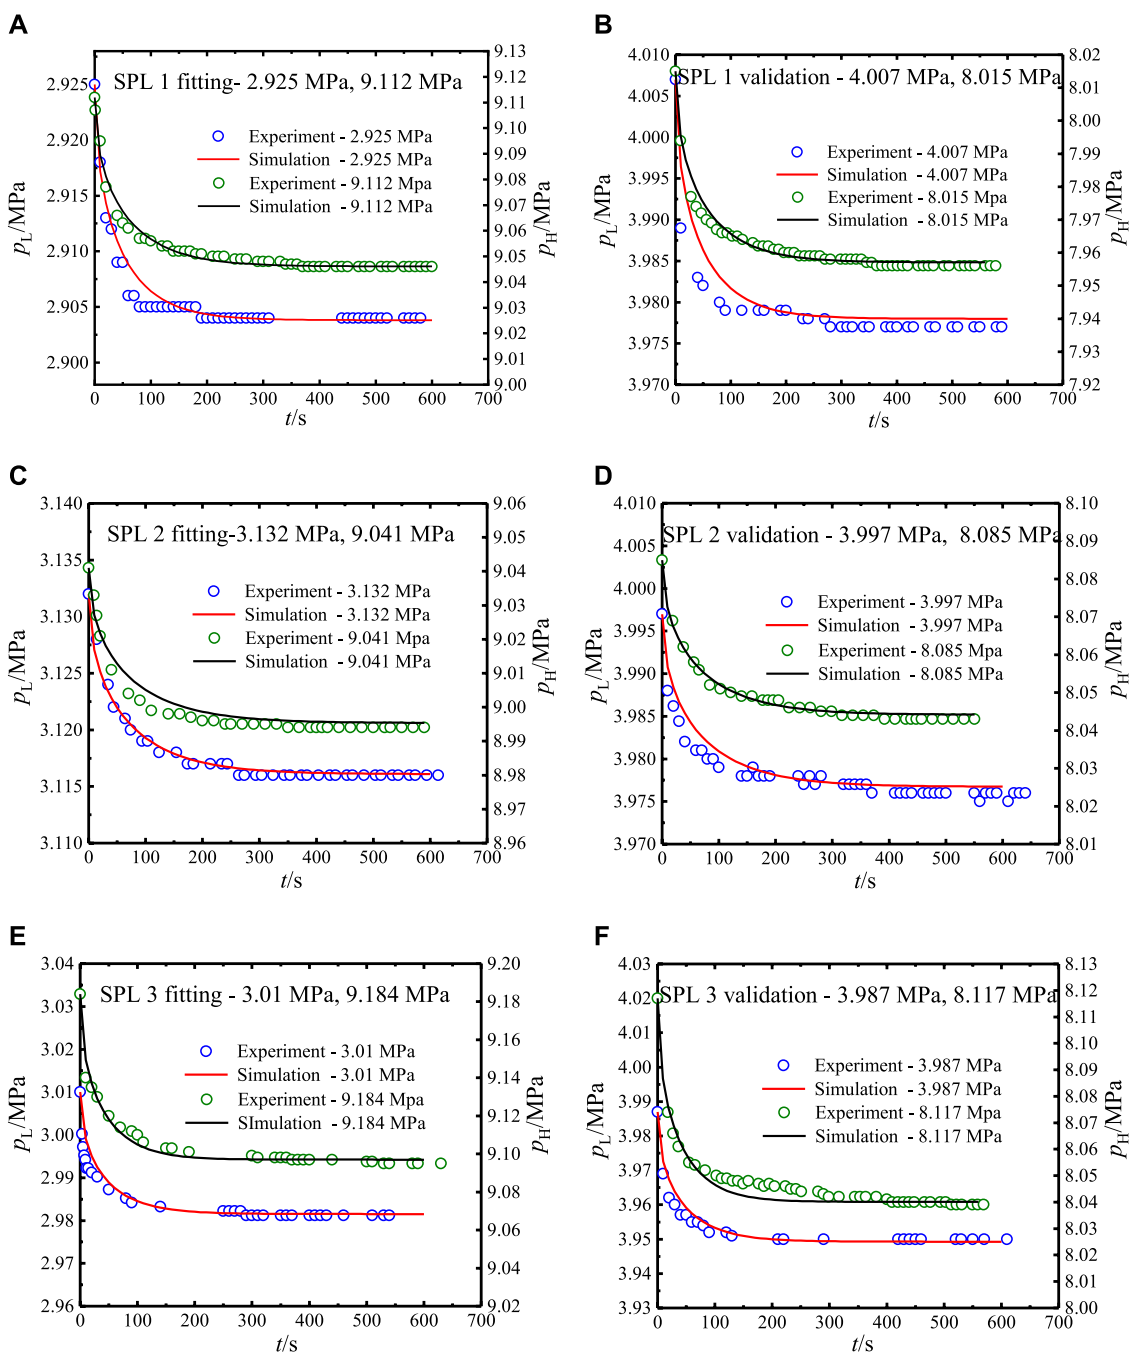 A
SPL 1 fitting- 2.925 MPa, 9.112 MPa
Experiment - 2.925 MPa
Simulation - 2.925 MPa
Experiment - 9.112 Mpa
Simulation - 9.112 MPa
pL/MPa
2.925
2.920
2.915
2.910
2.905
2.900
pH/MPa
9.13
9.12
9.11
9.10
9.09
9.08
9.07
9.06
9.05
9.04
9.03
9.02
9.01
9.00
0 100 200 300 400 500 600 700
t/s
B
SPL 1 validation - 4.007 MPa, 8.015 MPa
Experiment - 4.007 MPa
Simulation - 4.007 MPa
Experiment - 8.015 Mpa
Simulation - 8.015 MPa
pL/MPa
4.010
4.005
4.000
3.995
3.990
3.985
3.980
3.975
3.970
pH/MPa
8.02
8.01
8.00
7.99
7.98
7.97
7.96
7.95
7.94
7.93
7.92
0 100 200 300 400 500 600 700
t/s
C
SPL 2 fitting-3.132 MPa, 9.041 MPa
Experiment - 3.132 MPa
Simulation - 3.132 MPa
Experiment - 9.041 Mpa
Simulation - 9.041 MPa
pL/MPa
3.140
3.135
3.130
3.125
3.120
3.115
3.110
pH/MPa
9.06
9.05
9.04
9.03
9.02
9.01
9.00
8.99
8.98
8.98
8.96
0 100 200 300 400 500 600 700
t/s
D
SPL 2 validation - 3.997 MPa, 8.085 MPa
Experiment - 3.997 MPa
Simulation - 3.997 MPa
Experiment - 8.085 Mpa
Simulation - 8.085 MPa
pL/MPa
4.010
4.005
4.000
3.995
3.990
3.985
3.980
3.975
3.970
pH/MPa
8.10
8.09
8.08
8.07
8.06
8.05
8.04
8.03
8.02
8.01
0 100 200 300 400 500 600 700
t/s
E
SPL 3 fitting - 3.01 MPa, 9.184 MPa
Experiment - 3.01 MPa
Simulation - 3.01 MPa
Experiment - 9.184 Mpa
SImulation - 9.184 MPa
pL/MPa
3.04
3.03
3.02
3.01
3.00
2.99
2.98
2.97
2.96
pH/MPa
9.20
9.18
9.16
9.14
9.12
9.10
9.08
9.06
9.04
9.02
0 100 200 300 400 500 600 700
t/s
F
SPL 3 validation - 3.987 MPa, 8.117 MPa
Experiment - 3.987 MPa
Simulation - 3.987 MPa
Experiment - 8.117 Mpa
Simulation - 8.117 MPa
pL/MPa
4.03
4.02
4.01
4.00
3.99
3.98
3.97
3.96
3.95
3.94
3.93
pH/MPa
8.13
8.12
8.11
8.10
8.09
8.08
8.07
8.06
8.05
8.04
8.03
8.02
8.01
8.00
0 100 200 300 400 500 600 700
t/s